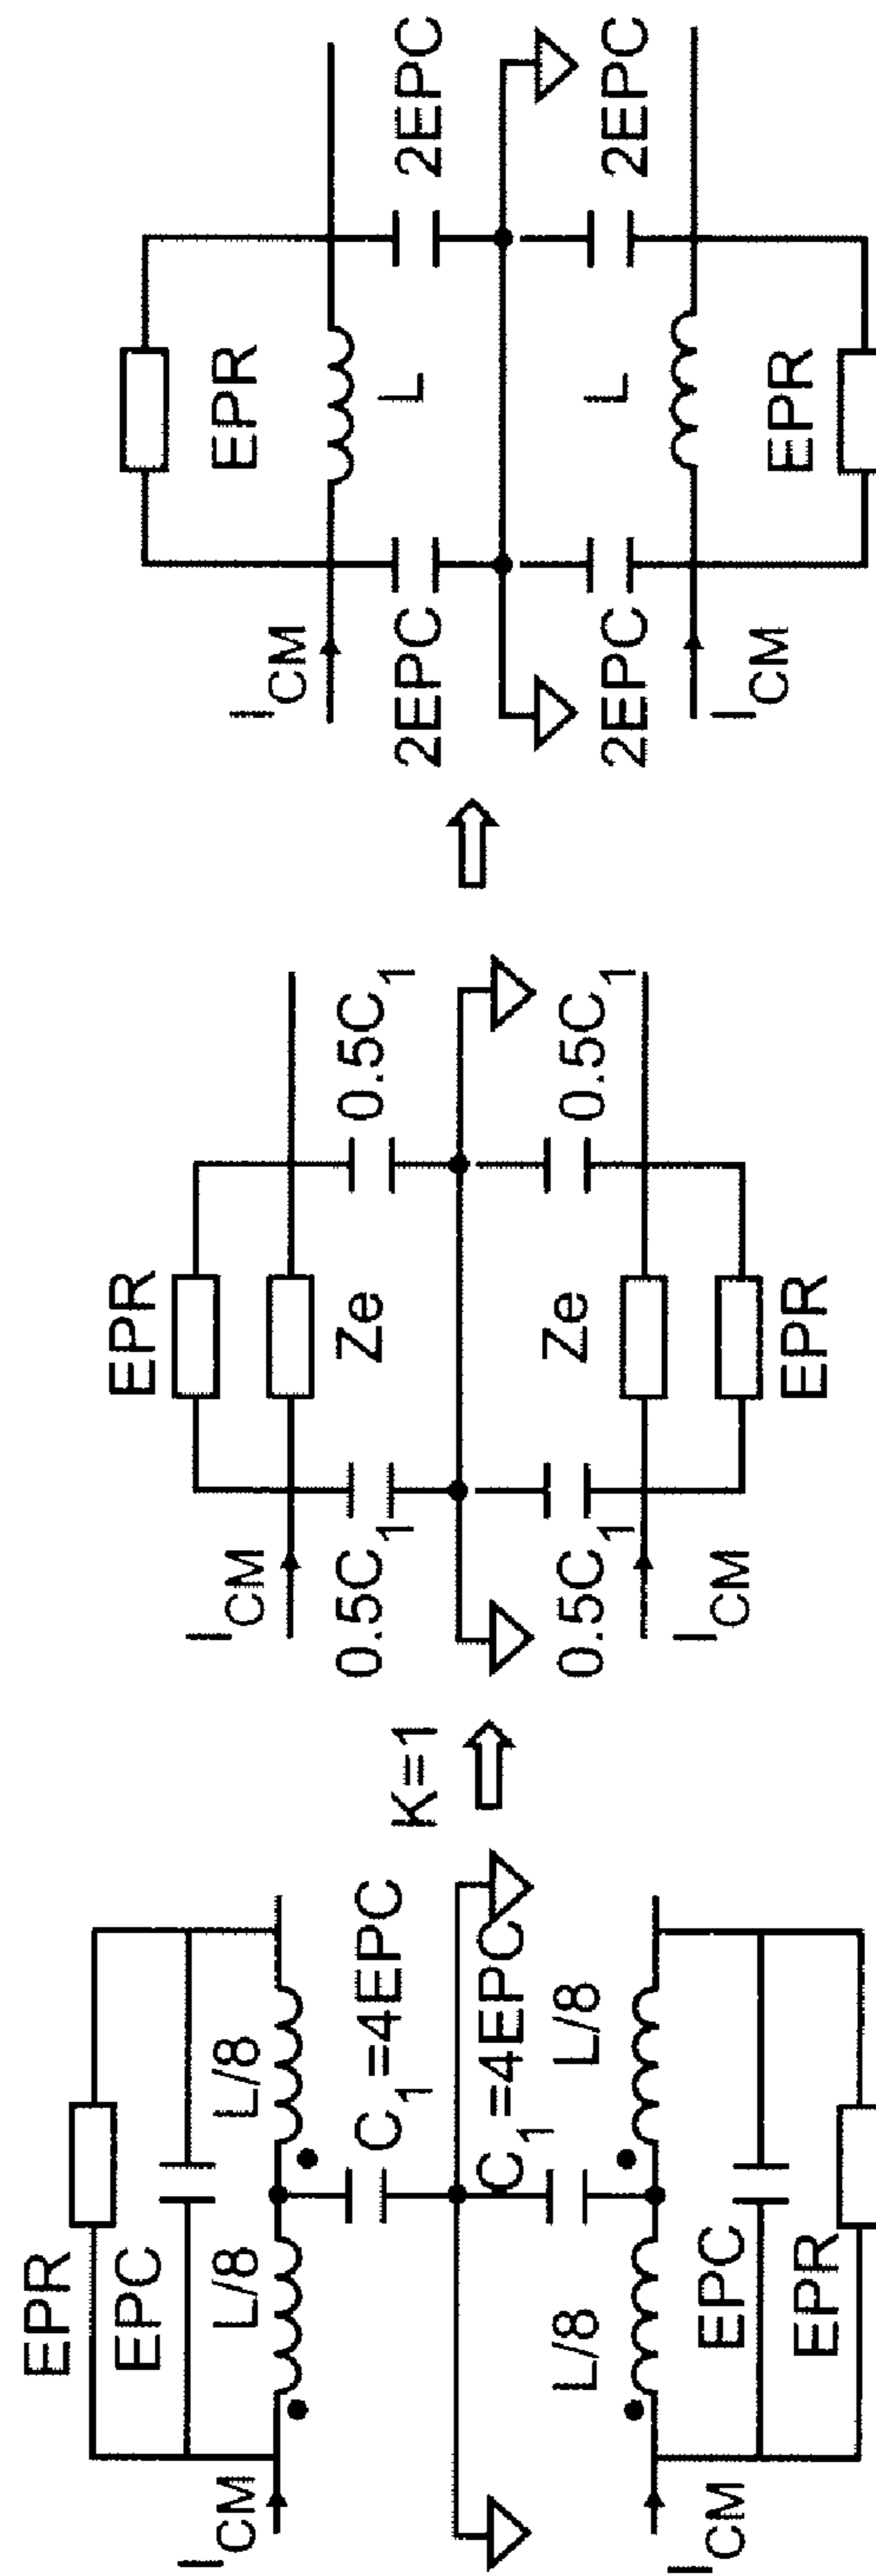 EPR
EPC
L/8
L/8
I_CM
C_1=4EPC
C_1=4EPC
L/8
L/8
EPC
EPR
I_CM
K=1
EPR
I_CM
Ze
0.5C_1
0.5C_1
Ze
0.5C_1
0.5C_1
I_CM
EPR
EPR
I_CM
L
2EPC
2EPC
L
2EPC
2EPC
I_CM
EPR